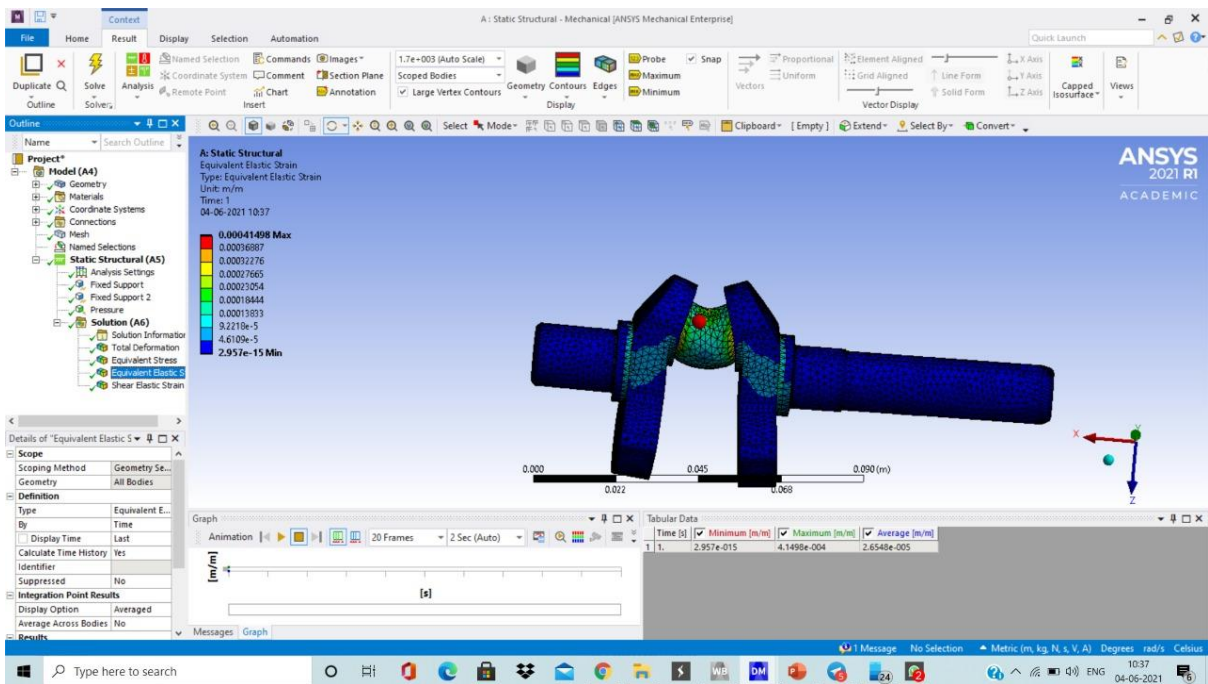 Context
A : Static Structural - Mechanical [ANSYS Mechanical Enterprise]
File Home Result Display Selection Automation
Quick Launch
Duplicate Q
Outline
Solve
Solver
Analysis
Named Selection
Coordinate System
Remote Point
Commands
Comment
Chart
Images
Section Plane
Annotation
Insert
1.7e+003 (Auto Scale)
Scoped Bodies
Large Vertex Contours
Geometry Contours Edges
Display
Probe
Maximum
Minimum
Snap
Vectors
Proportional
Uniform
Element Aligned
Grid Aligned
Line Form
Solid Form
X Axis
Y Axis
Z Axis
Vector Display
Capped
Isosurface
Views
Outline
Select Mode Clipboard [Empty] Extend Select By Convert
Name Search Outline
Project*
Model (A4)
Geometry
Materials
Coordinate Systems
Connections
Mesh
Named Selections
Static Structural (A5)
Analysis Settings
Fixed Support
Fixed Support 2
Pressure
Solution (A6)
Solution Informatior
Total Deformation
Equivalent Stress
Equivalent Elastic S
Shear Elastic Strain
A: Static Structural
Equivalent Elastic Strain
Type: Equivalent Elastic Strain
Unit: m/m
Time: 1
04-06-2021 10:37
0.00041498 Max
0.00036887
0.00032276
0.00027665
0.00023054
0.00018444
0.00013833
9.2218e-5
4.6109e-5
2.957e-15 Min
ANSYS
2021 R1
ACADEMIC
0.000 0.045 0.090 (m)
0.022 0.068
X
Y
Z
Details of "Equivalent Elastic S
Scope
Scoping Method Geometry Se...
Geometry All Bodies
Definition
Type Equivalent E...
By Time
Display Time Last
Calculate Time History Yes
Identifier
Suppressed No
Integration Point Results
Display Option Averaged
Average Across Bodies No
Results
Graph
Animation 20 Frames 2 Sec (Auto)
[m/m]
[s]
Messages Graph
Tabular Data
Time [s] Minimum [m/m] Maximum [m/m] Average [m/m]
1 1. 2.957e-015 4.1498e-004 2.6548e-005
1 Message No Selection Metric (m, kg, N, s, V, A) Degrees rad/s Celsius
Type here to search
WB
DM
24
ENG
10:37
04-06-2021